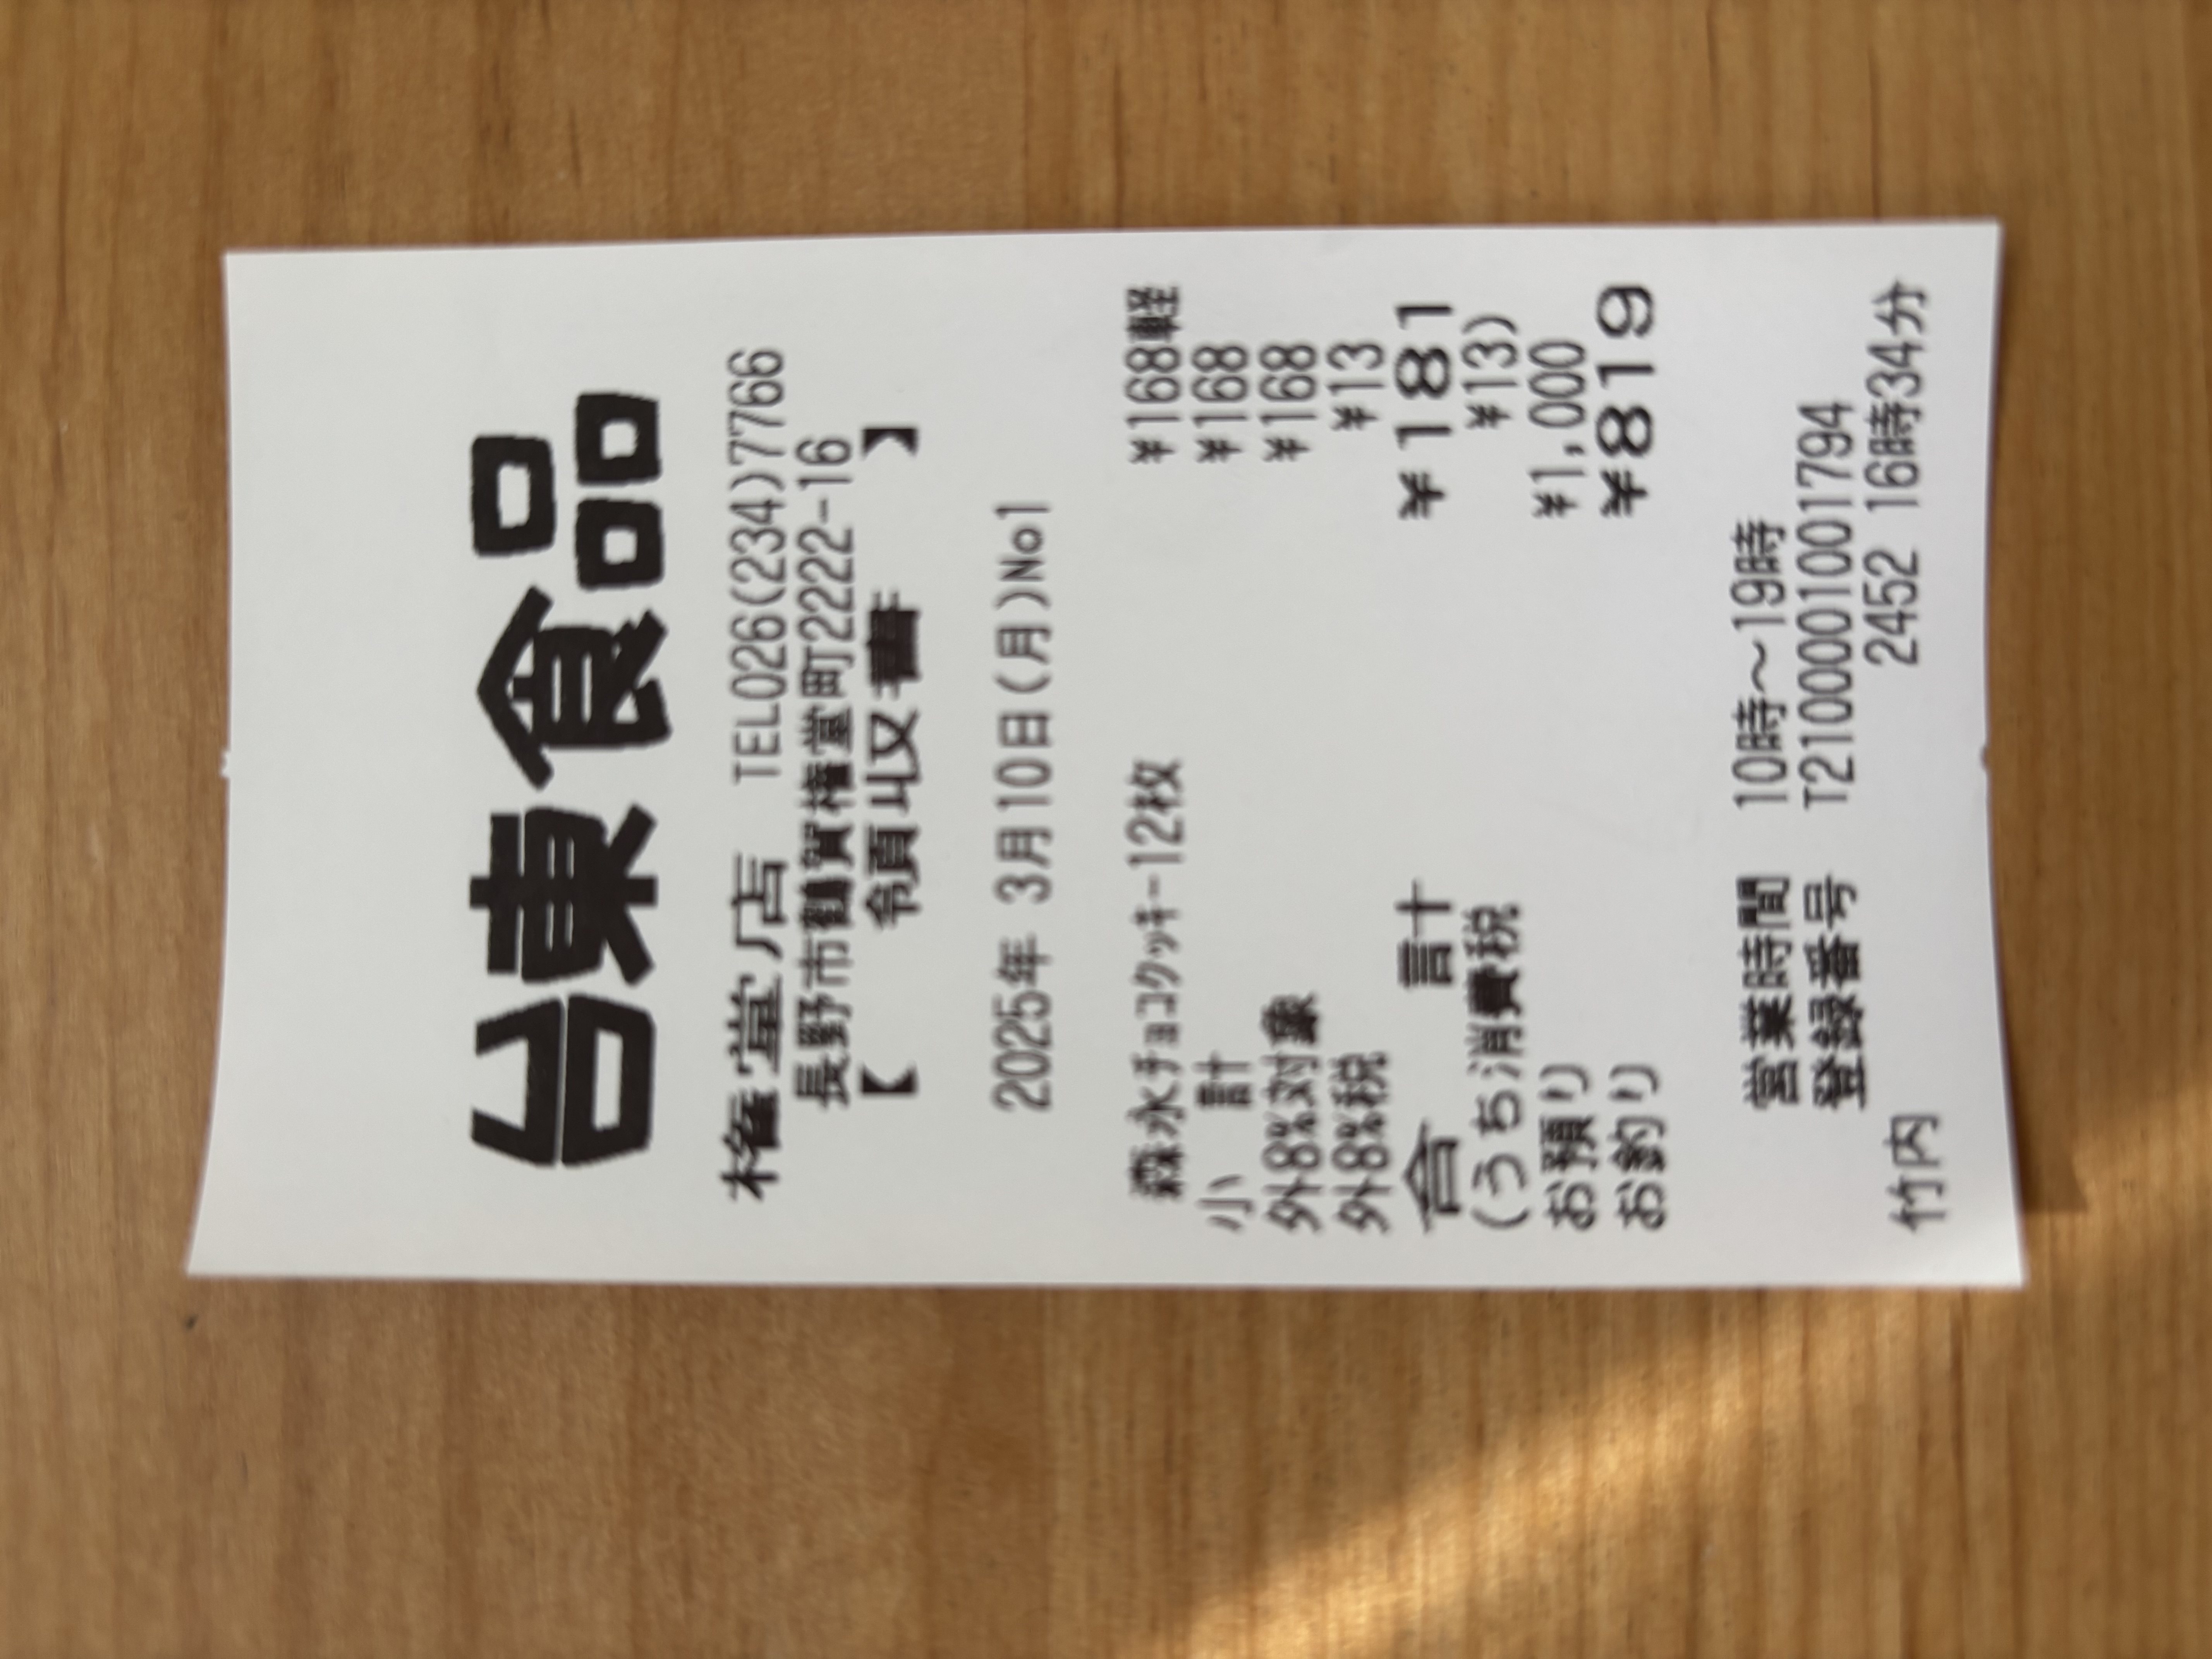 台東食品
権堂店 TEL026(234)7766
長野市鶴賀権堂町2222-16
【 領収書 】
2025年 3月10日(月)No1
森永ﾁｮｺｸｯｷｰ12枚 ¥168軽
小 計 ¥168
外8%対象 ¥168
外8%税 ¥13
合 計 ¥181
(うち消費税 ¥13)
お預り ¥1,000
お釣り ¥819
営業時間 10時～19時
登録番号 T2100001001794
2452 16時34分
竹内